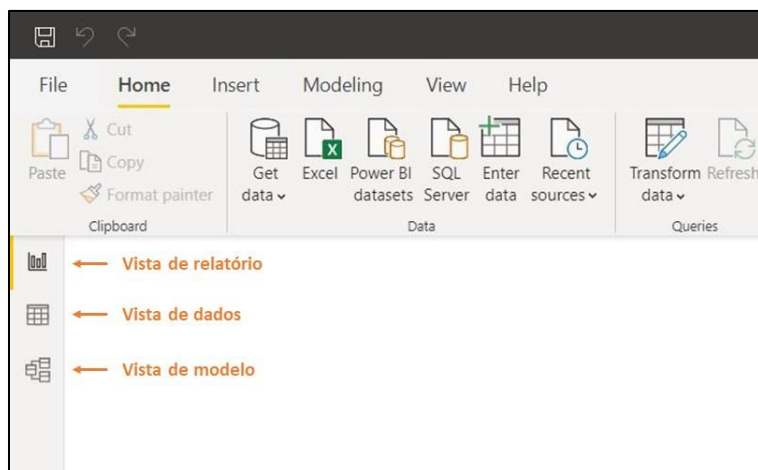 File Home Insert Modeling View Help
Paste
Cut
Copy
Format painter
Clipboard
Get data
Excel
Power BI datasets
SQL Server
Enter data
Recent sources
Data
Transform data
Refresh
Queries
Vista de relatório
Vista de dados
Vista de modelo